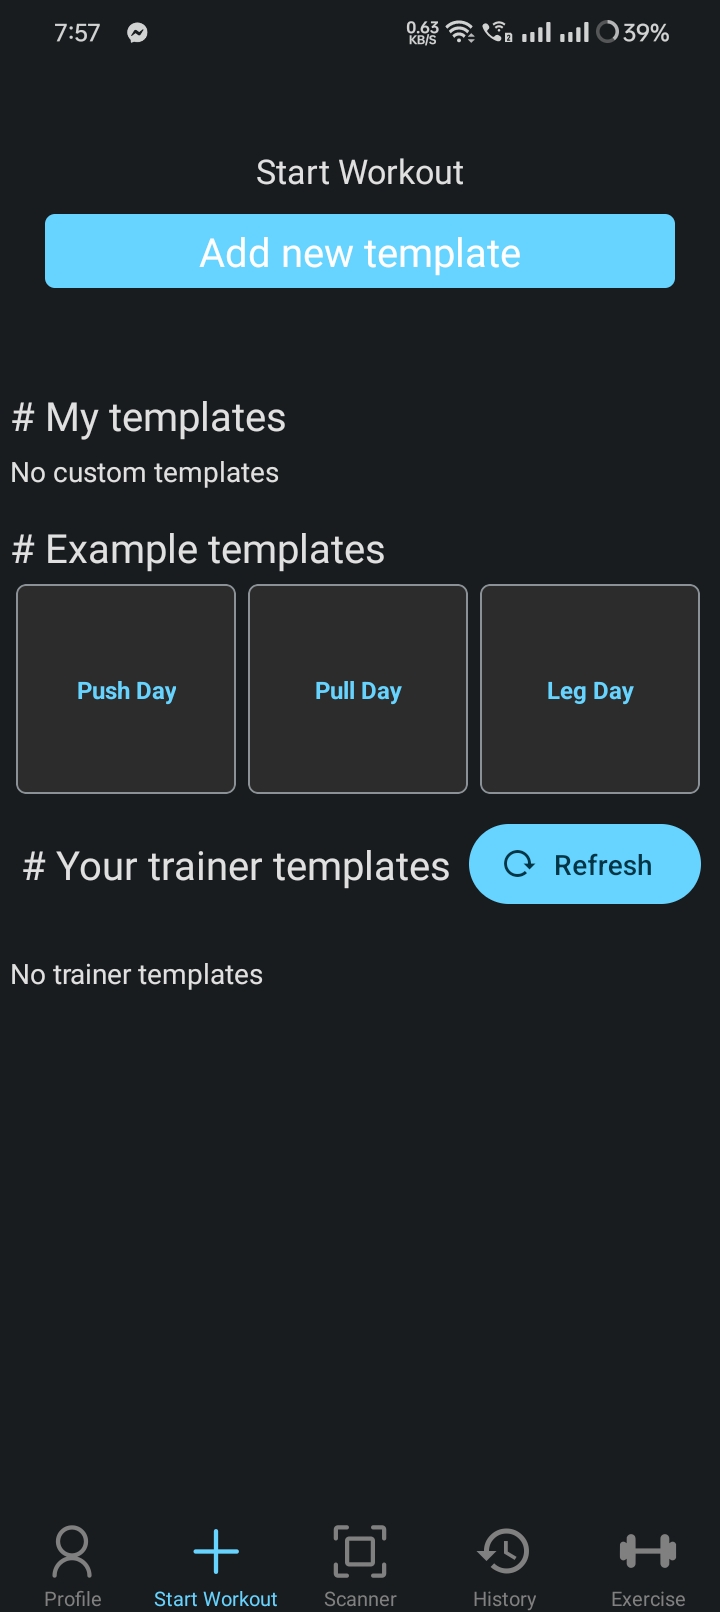 7:57 0.63 KB/S 2 39%
Start Workout
Add new template
# My templates
No custom templates
# Example templates
Push Day Pull Day Leg Day
# Your trainer templates Refresh
No trainer templates
Profile Start Workout Scanner History Exercise